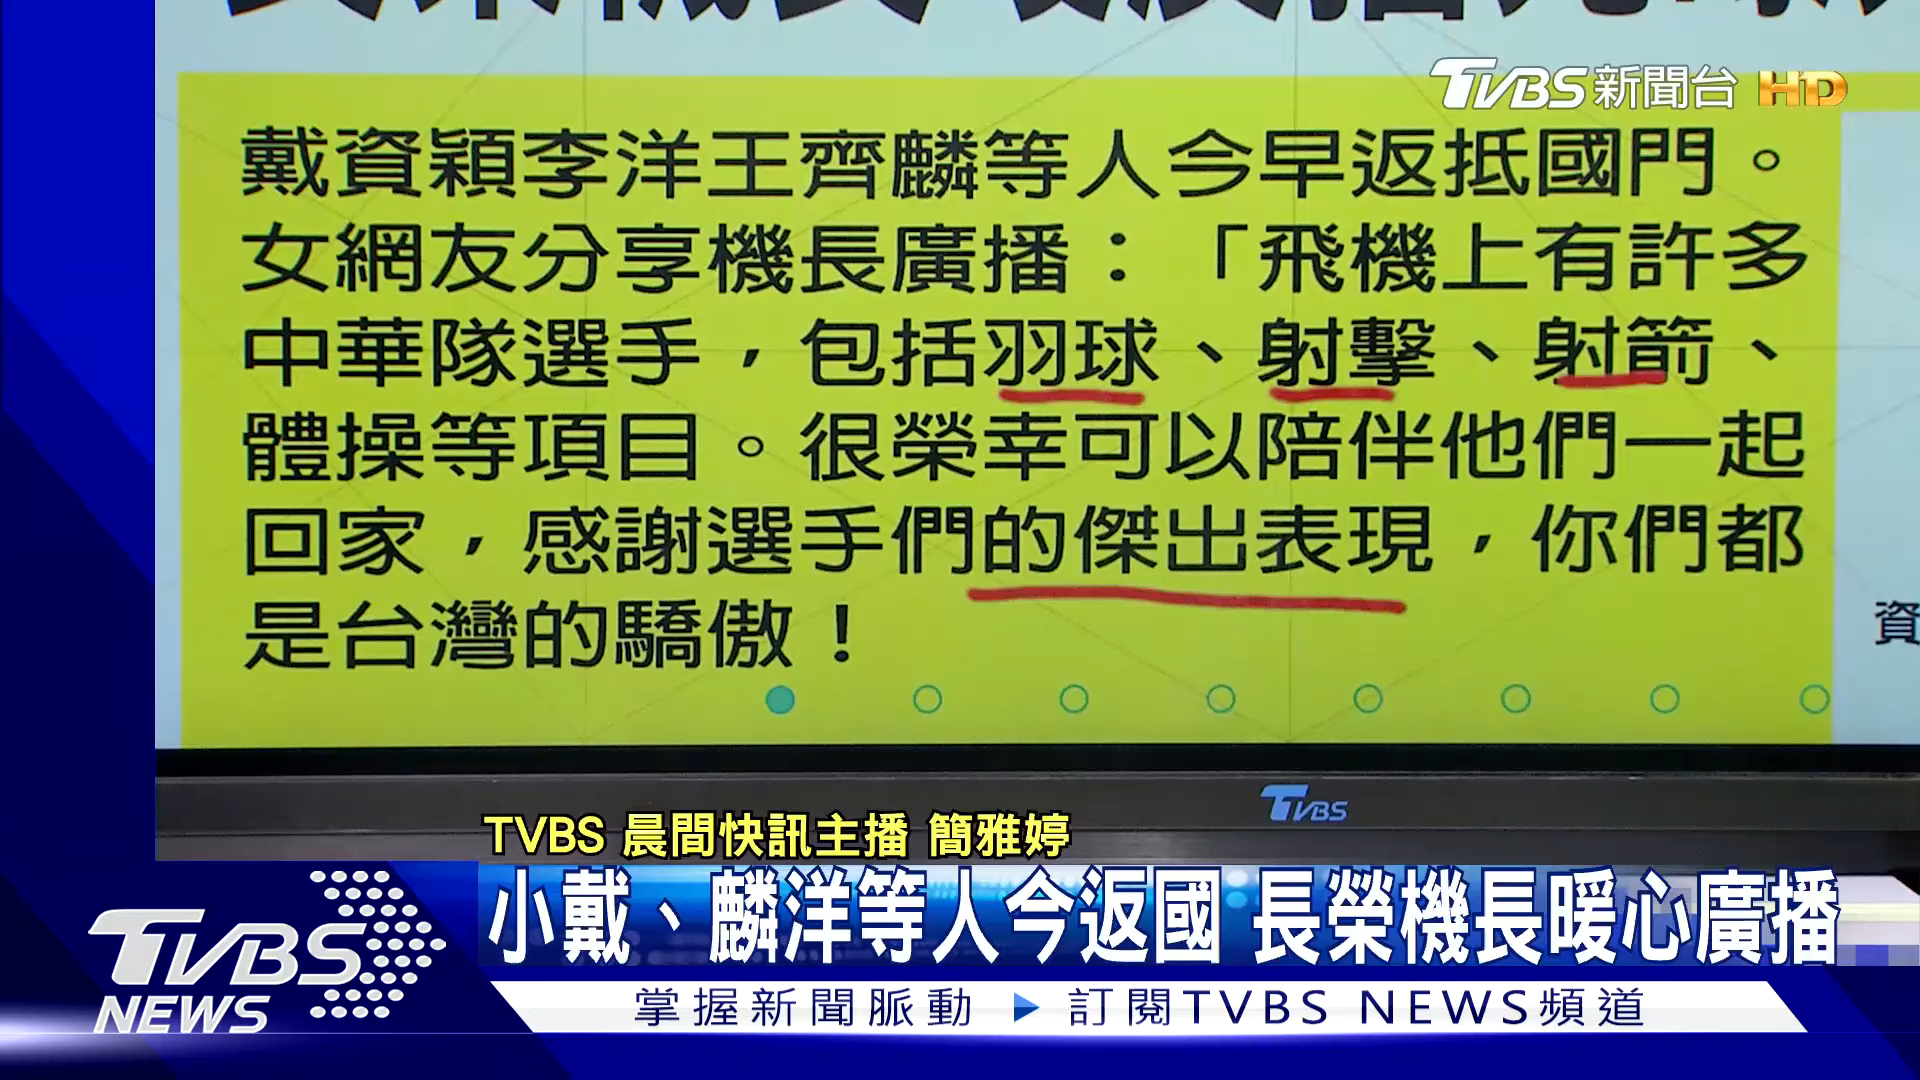 TVBS新聞台 HD
戴資穎李洋王齊麟等人今早返抵國門。
女網友分享機長廣播：「飛機上有許多
中華隊選手，包括羽球、射擊、射箭、
體操等項目。很榮幸可以陪伴他們一起
回家，感謝選手們的傑出表現，你們都
是台灣的驕傲！
資
TVBS
TVBS 晨間快訊主播 簡雅婷
小戴、麟洋等人今返國 長榮機長暖心廣播
TVBS NEWS
掌握新聞脈動 ▶ 訂閱TVBS NEWS頻道